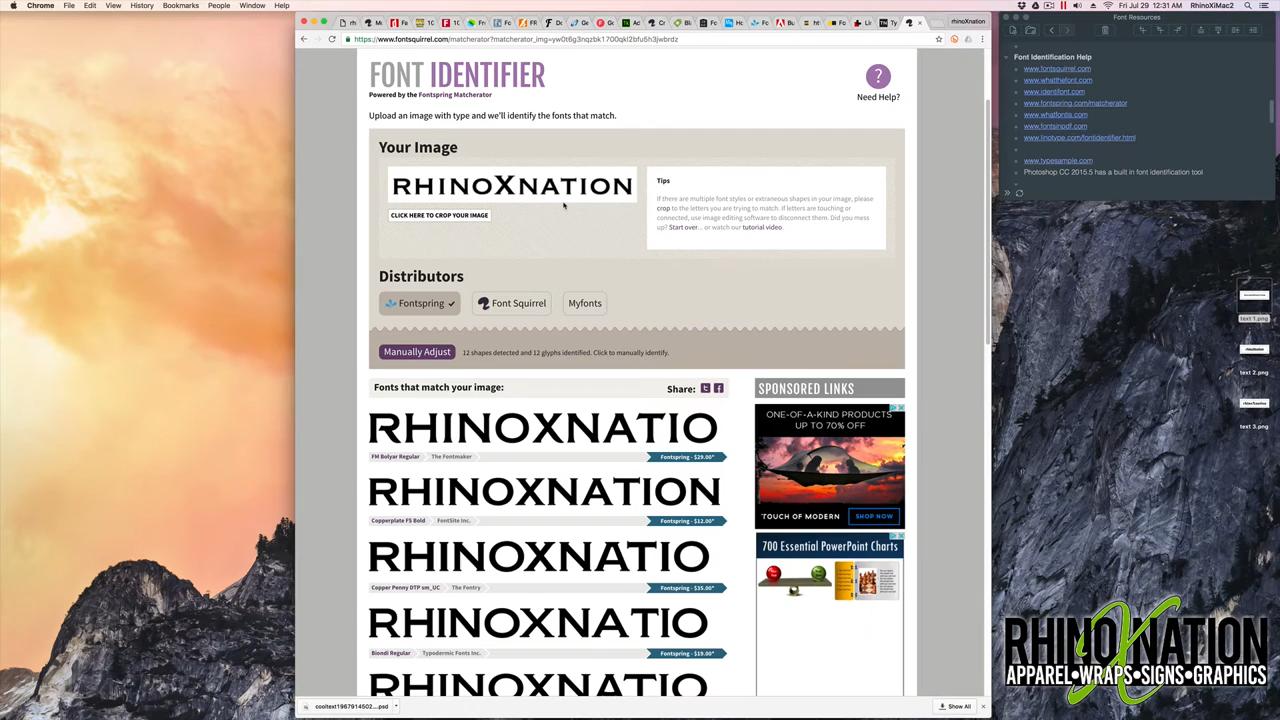 Chrome File Edit View History Bookmarks People Window Help
Fri Jul 29 12:31 AM RhinoXiMac2
rhinoXnation
https://www.fontsquirrel.com/matcherator?matcherator_img=yw0t6g3nqzbk1700qkl2bfu5h3jwbrdz
FONT IDENTIFIER
Powered by the Fontspring Matcherator
?
Need Help?
Upload an image with type and we'll identify the fonts that match.
Your Image
RHINOXNATION
CLICK HERE TO CROP YOUR IMAGE
Tips
If there are multiple font styles or extraneous shapes in your image, please
crop to the letters you are trying to match. If letters are touching or
connected, use image editing software to disconnect them. Did you mess
up? Start over... or watch our tutorial video.
Distributors
Fontspring ✓ Font Squirrel Myfonts
Manually Adjust 12 shapes detected and 12 glyphs identified. Click to manually identify.
Fonts that match your image: Share:
RHINOXNATIO
FM Bolyar Regular The Fontmaker Fontspring - $29.00*
RHINOXNATION
Copperplate FS Bold FontSite Inc. Fontspring - $12.00*
RHINOXNATIO
Copper Penny DTP sm_UC The Fontry Fontspring - $35.00*
RHINOXNATIO
Biondi Regular Typodermic Fonts Inc. Fontspring - $19.00*
RHINOXNATIO
SPONSORED LINKS
ONE-OF-A-KIND PRODUCTS
UP TO 70% OFF
TOUCH OF MODERN SHOP NOW
700 Essential PowerPoint Charts
cooltext1967914502....psd
Show All
Font Resources
Font Identification Help
www.fontsquirrel.com
www.whatthefont.com
www.identifont.com
www.fontspring.com/matcherator
www.whatfontis.com
www.fontsinpdf.com
www.linotype.com/fontidentifier.html
www.typesample.com
Photoshop CC 2015.5 has a built in font identification tool
text 1.png
text 2.png
text 3.png
RHINO X NATION
APPAREL•WRAPS•SIGNS•GRAPHICS